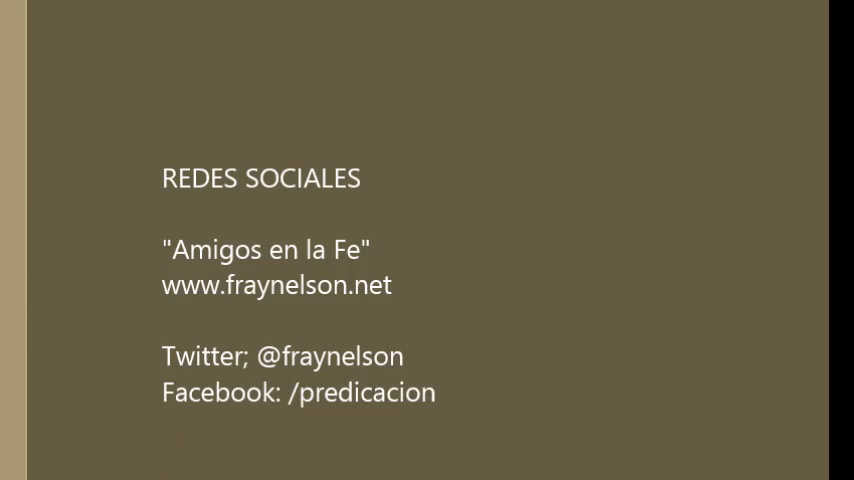 REDES SOCIALES
"Amigos en la Fe"
www.fraynelson.net
Twitter; @fraynelson
Facebook: /predicacion